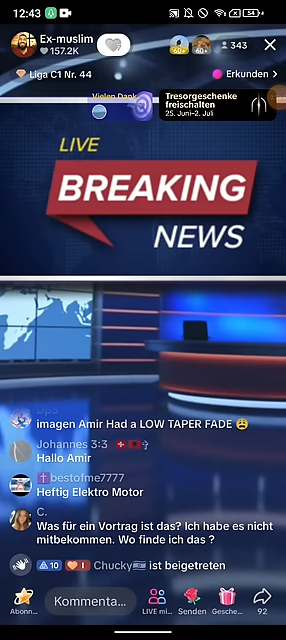 12:43
54
Ex-muslim
157.2K
60+
60+
343
Liga C1 Nr. 44
Erkunden >
Vielen Dank
Tresorgeschenke
freischalten
25. Juni–2. Juli
LIVE
BREAKING
NEWS
imagen Amir Had a LOW TAPER FADE 😩
Johannes 3:3
Hallo Amir
bestofme7777
Heftig Elektro Motor
C.
Was für ein Vortrag ist das? Ich habe es nicht
mitbekommen. Wo finde ich das ?
10 1 Chucky ist beigetreten
Kommenta...
Abonn...
LIVE mi...
Senden
Gesche...
92